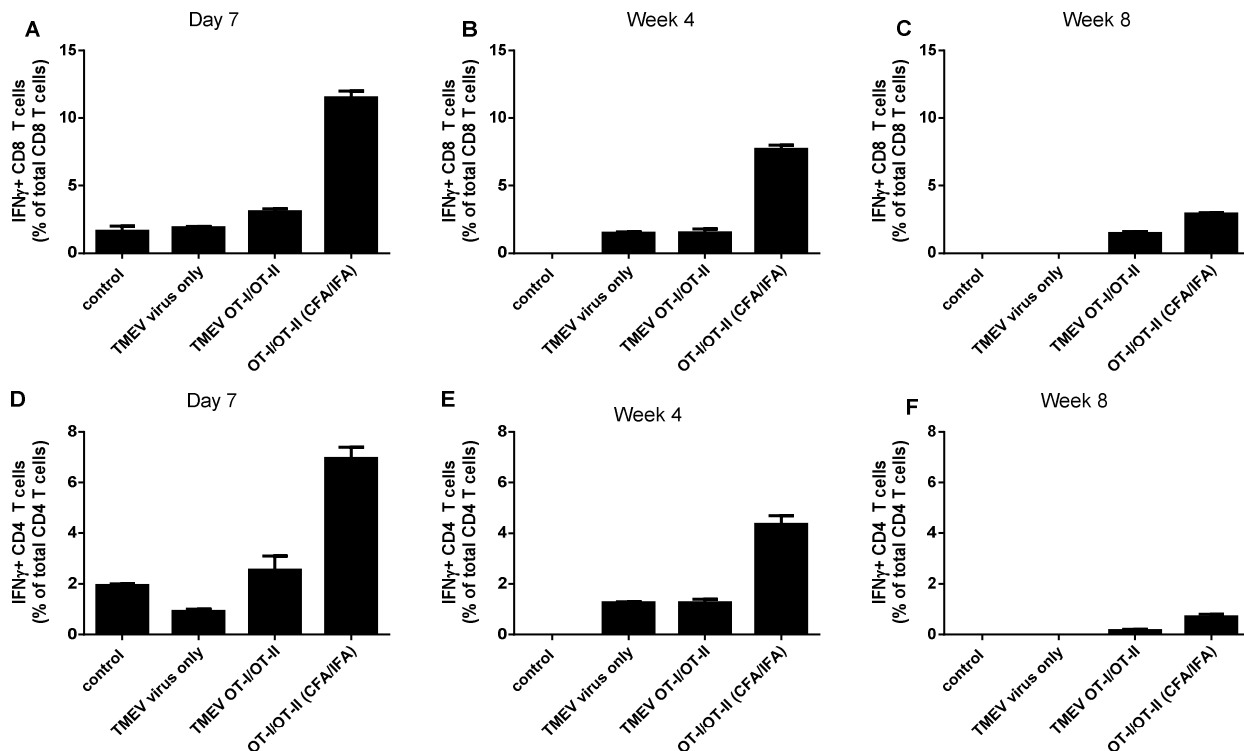 A
Day 7
IFNγ+ CD8 T cells
(% of total CD8 T cells)
15
10
5
0
control
TMEV virus only
TMEV OT-I/OT-II
OT-I/OT-II (CFA/IFA)
B
Week 4
IFNγ+ CD8 T cells
(% of total CD8 T cells)
15
10
5
0
control
TMEV virus only
TMEV OT-I/OT-II
OT-I/OT-II (CFA/IFA)
C
Week 8
IFNγ+ CD8 T cells
(% of total CD8 T cells)
15
10
5
0
control
TMEV virus only
TMEV OT-I/OT-II
OT-I/OT-II (CFA/IFA)
D
Day 7
IFNγ+ CD4 T cells
(% of total CD4 T cells)
8
6
4
2
0
control
TMEV virus only
TMEV OT-I/OT-II
OT-I/OT-II (CFA/IFA)
E
Week 4
IFNγ+ CD4 T cells
(% of total CD4 T cells)
8
6
4
2
0
control
TMEV virus only
TMEV OT-I/OT-II
OT-I/OT-II (CFA/IFA)
F
Week 8
IFNγ+ CD4 T cells
(% of total CD4 T cells)
8
6
4
2
0
control
TMEV virus only
TMEV OT-I/OT-II
OT-I/OT-II (CFA/IFA)